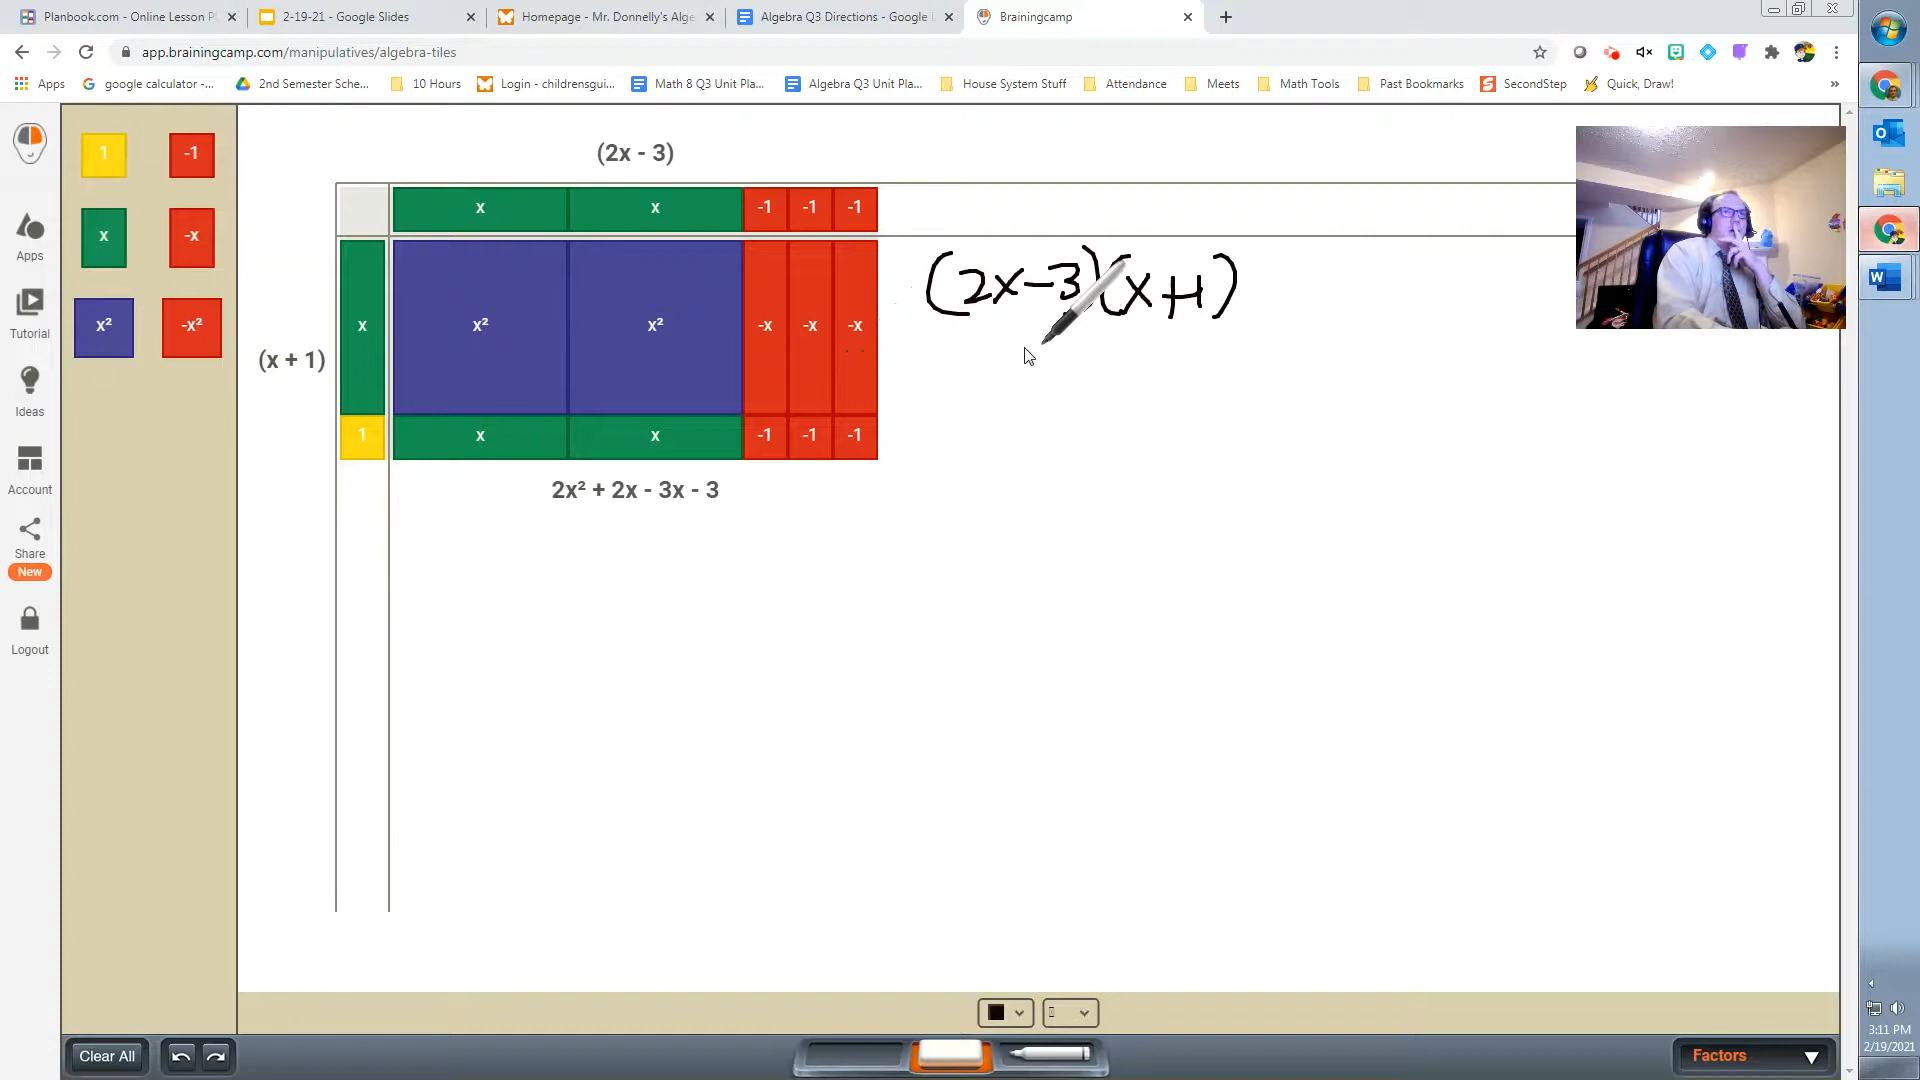 Planbook.com - Online Lesson P
2-19-21 - Google Slides
Homepage - Mr. Donnelly's Alge
Algebra Q3 Directions - Google
Brainingcamp
app.brainingcamp.com/manipulatives/algebra-tiles
Apps
google calculator -...
2nd Semester Sche...
10 Hours
Login - childrensgui...
Math 8 Q3 Unit Pla...
Algebra Q3 Unit Pla...
House System Stuff
Attendance
Meets
Math Tools
Past Bookmarks
SecondStep
Quick, Draw!
»
1 -1
x -x
x² -x²
Apps
Tutorial
Ideas
Account
Share
New
Logout
(2x - 3)
x x -1 -1 -1
(x + 1)
x x² x² -x -x -x
1 x x -1 -1 -1
2x² + 2x - 3x - 3
(2x-3)(x+1)
Clear All
Factors
3:11 PM
2/19/2021